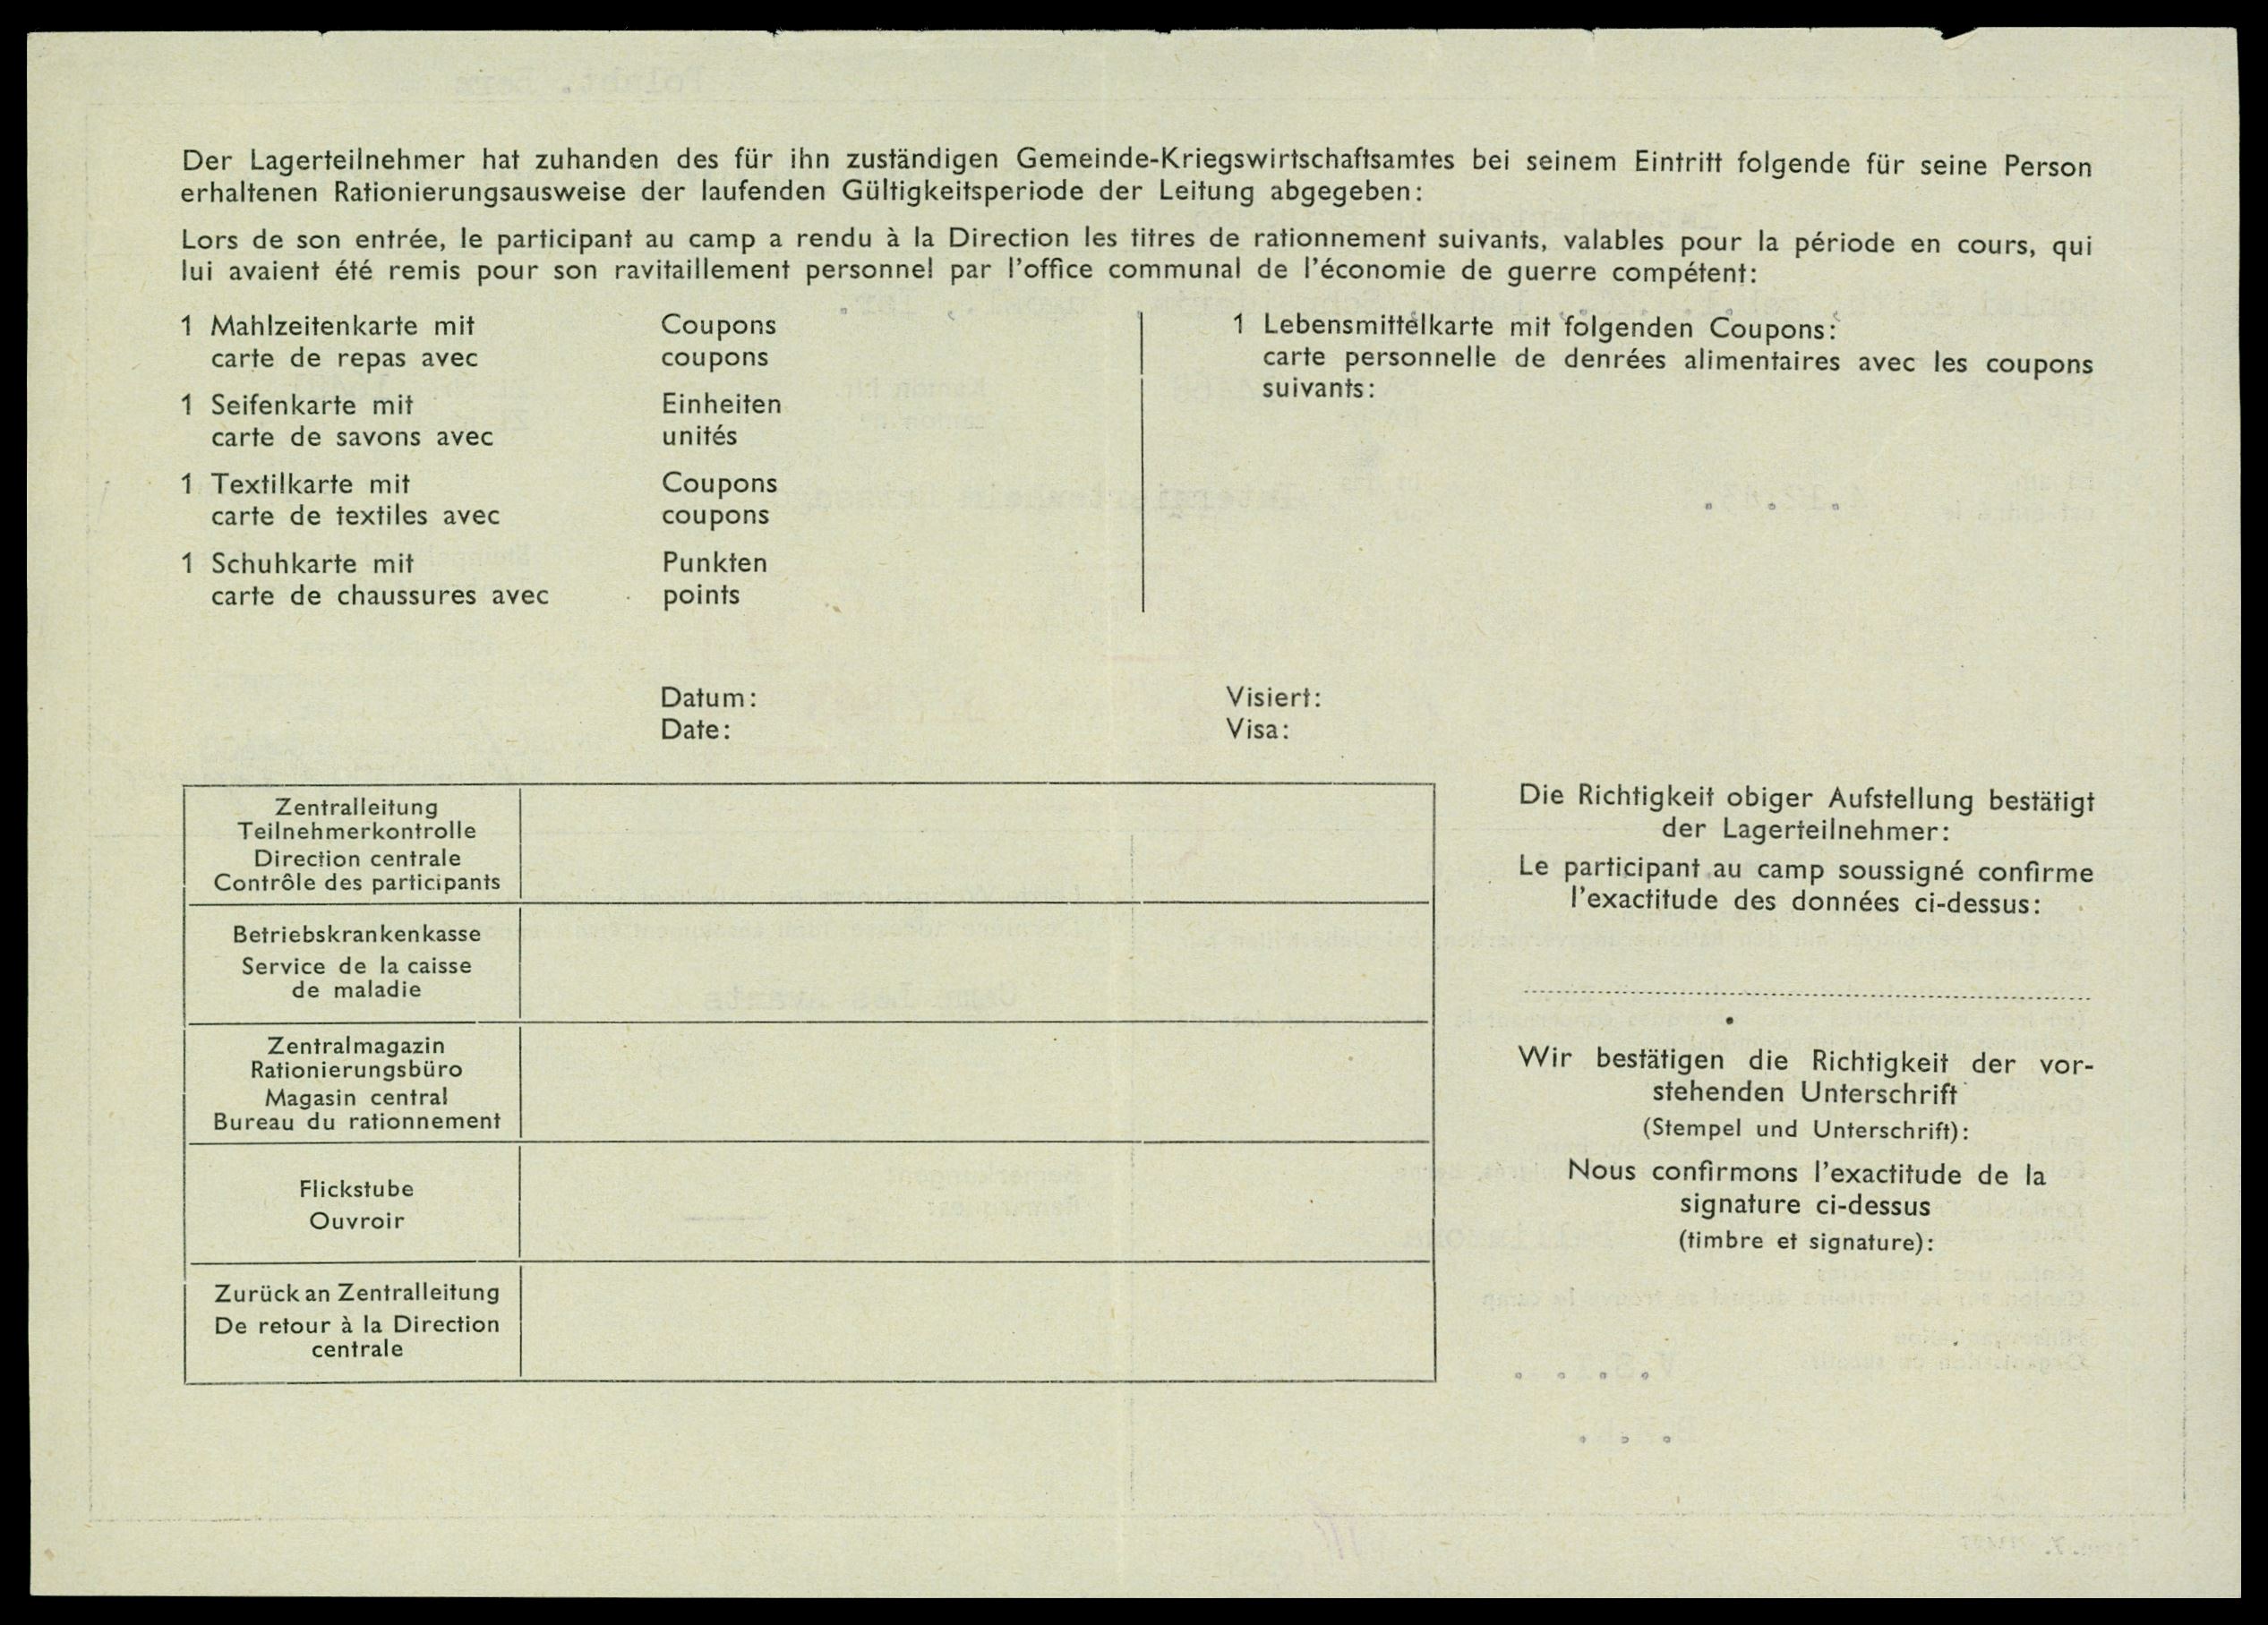 Der Lagerteilnehmer hat zuhanden des für ihn zuständigen Gemeinde-Kriegswirtschaftsamtes bei seinem Eintritt folgende für seine Person
erhaltenen Rationierungsausweise der laufenden Gültigkeitsperiode der Leitung abgegeben:
Lors de son entrée, le participant au camp a rendu à la Direction les titres de rationnement suivants, valables pour la période en cours, qui
lui avaient été remis pour son ravitaillement personnel par l'office communal de l'économie de guerre compétent:
1 Mahlzeitenkarte mit Coupons
carte de repas avec coupons
1 Seifenkarte mit Einheiten
carte de savons avec unités
1 Textilkarte mit Coupons
carte de textiles avec coupons
1 Schuhkarte mit Punkten
carte de chaussures avec points
1 Lebensmittelkarte mit folgenden Coupons:
carte personnelle de denrées alimentaires avec les coupons
suivants:
Datum: Visiert:
Date: Visa:
Zentralleitung
Teilnehmerkontrolle
Direction centrale
Contrôle des participants
Betriebskrankenkasse
Service de la caisse
de maladie
Zentralmagazin
Rationierungsbüro
Magasin central
Bureau du rationnement
Flickstube
Ouvroir
Zurück an Zentralleitung
De retour à la Direction
centrale
Die Richtigkeit obiger Aufstellung bestätigt
der Lagerteilnehmer:
Le participant au camp soussigné confirme
l'exactitude des données ci-dessus:
Wir bestätigen die Richtigkeit der vor-
stehenden Unterschrift
(Stempel und Unterschrift):
Nous confirmons l'exactitude de la
signature ci-dessus
(timbre et signature):